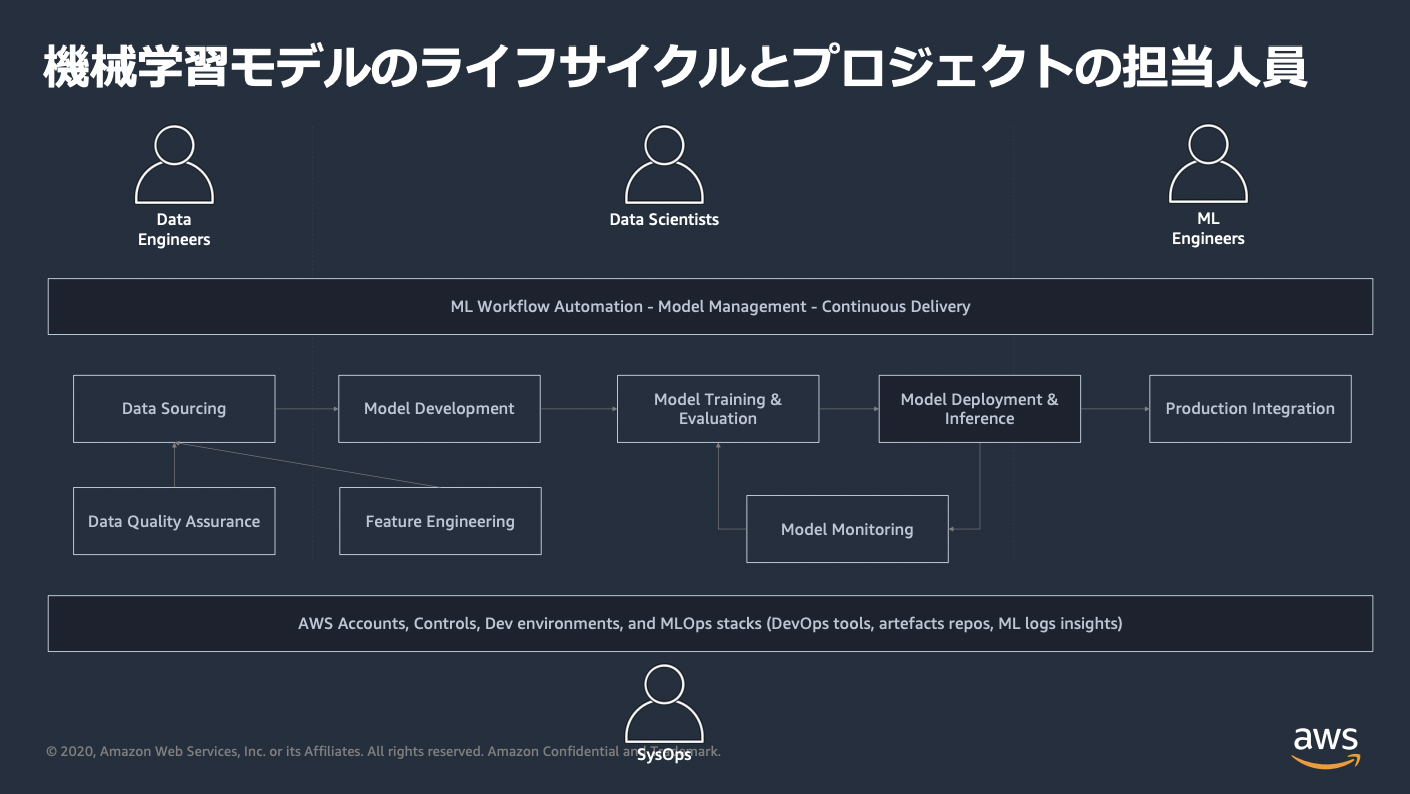 機械学習モデルのライフサイクルとプロジェクトの担当人員
Data
Engineers
Data Scientists
ML
Engineers
ML Workflow Automation - Model Management - Continuous Delivery
Data Sourcing
Model Development
Model Training &
Evaluation
Model Deployment &
Inference
Production Integration
Data Quality Assurance
Feature Engineering
Model Monitoring
AWS Accounts, Controls, Dev environments, and MLOps stacks (DevOps tools, artefacts repos, ML logs insights)
SysOps
© 2020, Amazon Web Services, Inc. or its Affiliates. All rights reserved. Amazon Confidential and Trademark.
aws